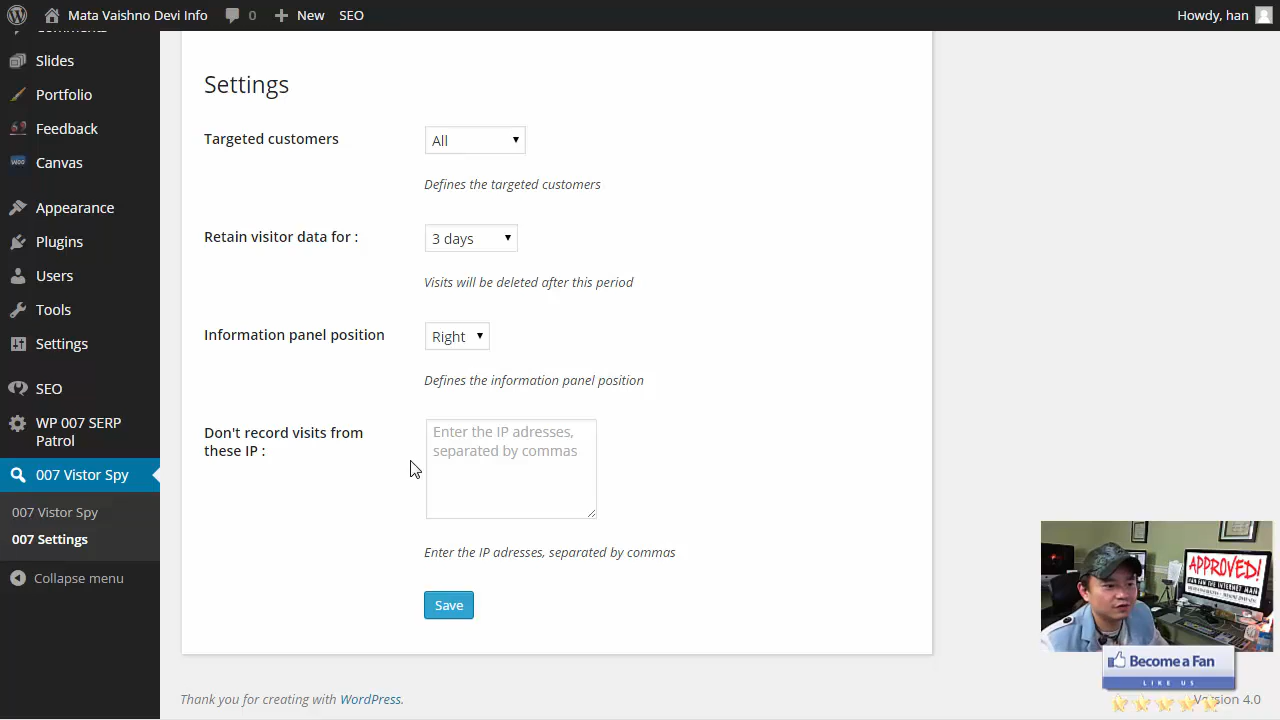 Mata Vaishno Devi Info
0
New
SEO
Howdy, han
Slides
Portfolio
Feedback
Canvas
Appearance
Plugins
Users
Tools
Settings
SEO
WP 007 SERP
Patrol
007 Vistor Spy
007 Vistor Spy
007 Settings
Collapse menu
Settings
Targeted customers
All
Defines the targeted customers
Retain visitor data for :
3 days
Visits will be deleted after this period
Information panel position
Right
Defines the information panel position
Don't record visits from
these IP :
Enter the IP adresses,
separated by commas
Enter the IP adresses, separated by commas
Save
Thank you for creating with WordPress.
APPROVED!
Become a Fan
LIKE US
4.0